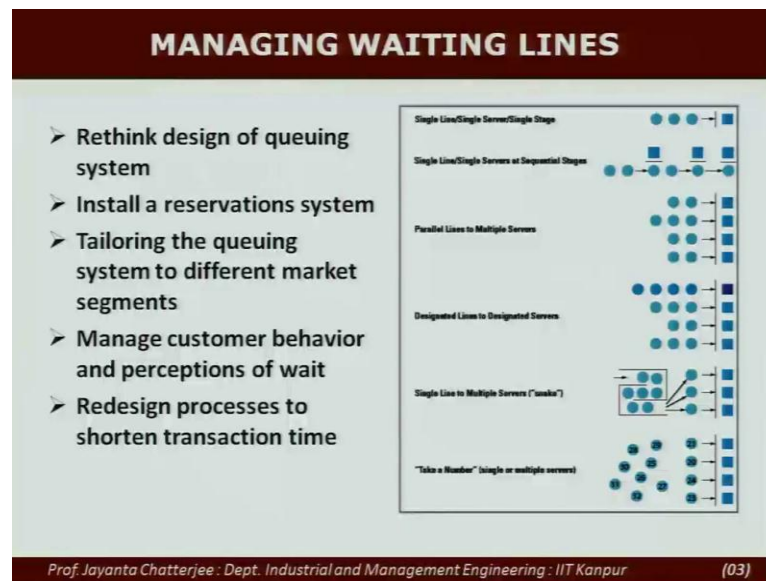 MANAGING WAITING LINES
➢ Rethink design of queuing
system
➢ Install a reservations system
➢ Tailoring the queuing
system to different market
segments
➢ Manage customer behavior
and perceptions of wait
➢ Redesign processes to
shorten transaction time
Single Line/Single Server/Single Stage
Single Line/Single Servers at Sequential Stages
Parallel Lines to Multiple Servers
Designated Lines to Designated Servers
Single Line to Multiple Servers ("snake")
"Take a Number" (single or multiple servers)
Prof. Jayanta Chatterjee : Dept. Industrial and Management Engineering : IIT Kanpur (03)